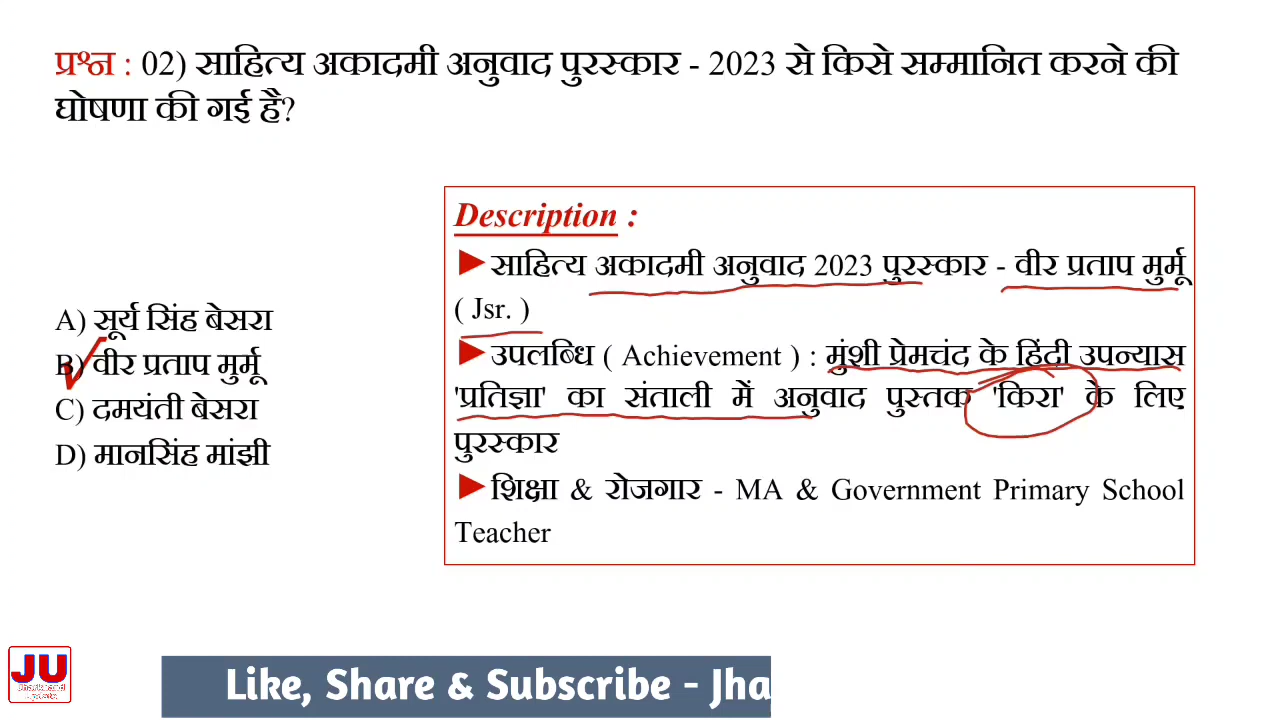 प्रश्न : 02) साहित्य अकादमी अनुवाद पुरस्कार - 2023 से किसे सम्मानित करने की
घोषणा की गई है?
A) सूर्य सिंह बेसरा
B) वीर प्रताप मुर्मू
C) दमयंती बेसरा
D) मानसिंह मांझी
Description :
►साहित्य अकादमी अनुवाद 2023 पुरस्कार - वीर प्रताप मुर्मू
( Jsr. )
►उपलब्धि ( Achievement ) : मुंशी प्रेमचंद के हिंदी उपन्यास
'प्रतिज्ञा' का संताली में अनुवाद पुस्तक 'किरा' के लिए
पुरस्कार
►शिक्षा & रोजगार - MA & Government Primary School
Teacher
JU
Jharkhand
Update
Like, Share & Subscribe - Jha